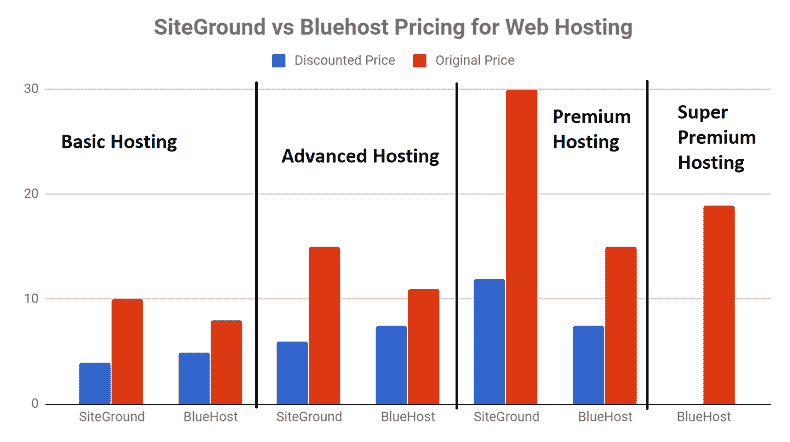 SiteGround vs Bluehost Pricing for Web Hosting
Discounted Price Original Price
30
20
10
0
Basic Hosting
Advanced Hosting
Premium
Hosting
Super
Premium
Hosting
SiteGround BlueHost SiteGround BlueHost SiteGround BlueHost BlueHost